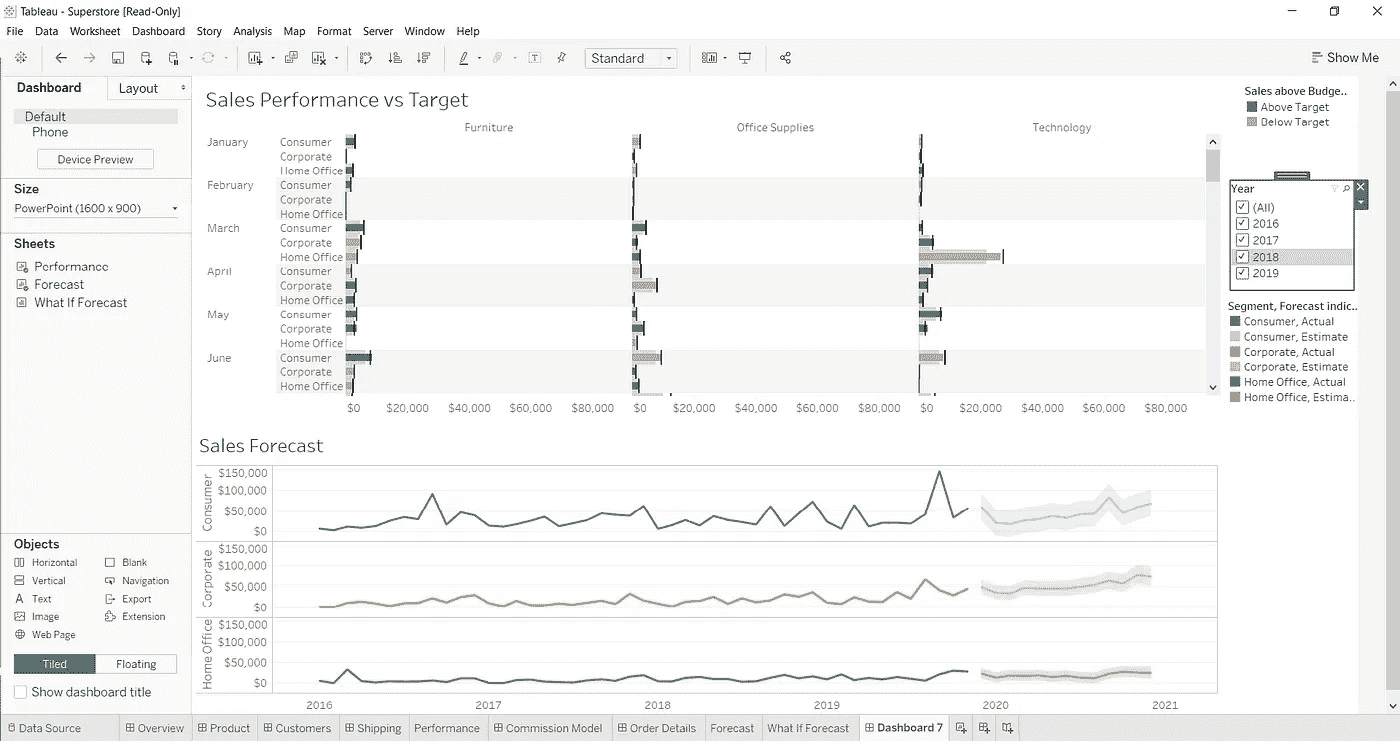 Tableau - Superstore [Read-Only]
File Data Worksheet Dashboard Story Analysis Map Format Server Window Help
Standard
Show Me
Dashboard Layout
Default
Phone
Device Preview
Size
PowerPoint (1600 x 900)
Sheets
Performance
Forecast
What If Forecast
Objects
Horizontal Blank
Vertical Navigation
Text Export
Image Extension
Web Page
Tiled Floating
Show dashboard title
Sales Performance vs Target
Furniture Office Supplies Technology
January Consumer
Corporate
Home Office
February Consumer
Corporate
Home Office
March Consumer
Corporate
Home Office
April Consumer
Corporate
Home Office
May Consumer
Corporate
Home Office
June Consumer
Corporate
Home Office
$0 $20,000 $40,000 $60,000 $80,000 $0 $20,000 $40,000 $60,000 $80,000 $0 $20,000 $40,000 $60,000 $80,000
Sales above Budge..
Above Target
Below Target
Year
(All)
2016
2017
2018
2019
Segment, Forecast indic..
Consumer, Actual
Consumer, Estimate
Corporate, Actual
Corporate, Estimate
Home Office, Actual
Home Office, Estima..
Sales Forecast
Consumer
$150,000
$100,000
$50,000
$0
Corporate
$150,000
$100,000
$50,000
$0
Home Office
$150,000
$100,000
$50,000
$0
2016 2017 2018 2019 2020 2021
Data Source Overview Product Customers Shipping Performance Commission Model Order Details Forecast What If Forecast Dashboard 7